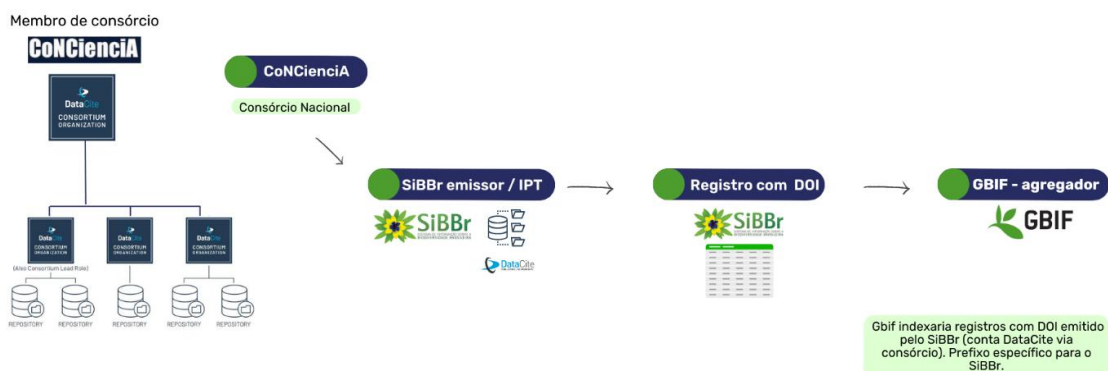 Membro de consórcio
CoNCienciA
DataCite
CONSORTIUM
ORGANIZATION
DataCite
CONSORTIUM
ORGANIZATION
DataCite
CONSORTIUM
ORGANIZATION
DataCite
CONSORTIUM
ORGANIZATION
(Also Consortium Lead Role)
REPOSITORY
REPOSITORY
REPOSITORY
REPOSITORY
REPOSITORY
CoNCienciA
Consórcio Nacional
SiBBr emissor / IPT
SiBBr
DataCite
Registro com DOI
SiBBr
GBIF - agregador
GBIF
Gbif indexaria registros com DOI emitido
pelo SiBBr (conta DataCite via
consórcio). Prefixo específico para o
SiBBr.